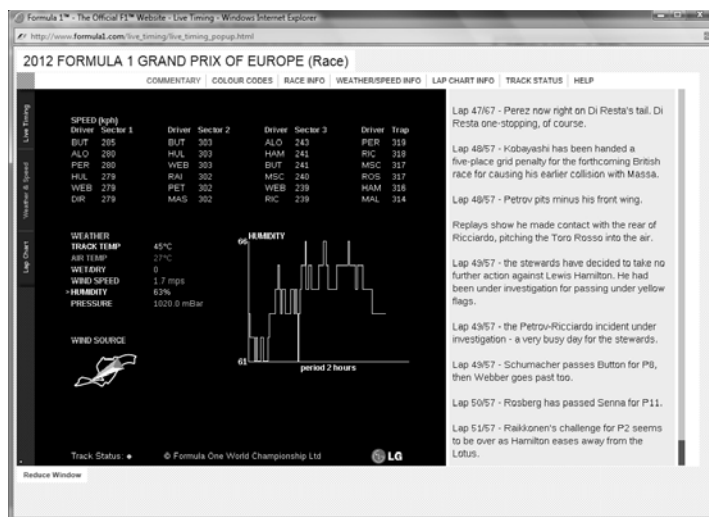 Formula 1™ - The Official F1™ Website - Live Timing - Windows Internet Explorer
http://www.formula1.com/live_timing/live_timing_popup.html
2012 FORMULA 1 GRAND PRIX OF EUROPE (Race)
COMMENTARY | COLOUR CODES | RACE INFO | WEATHER/SPEED INFO | LAP CHART INFO | TRACK STATUS | HELP
Live Timing
Weather & Speed
Lap Chart
SPEED (kph)
Driver Sector 1 Driver Sector 2 Driver Sector 3 Driver Trap
BUT 285 BUT 303 ALO 243 PER 319
ALO 280 HUL 303 HAM 241 RIC 318
PER 280 WEB 303 BUT 241 MSC 317
HUL 279 RAI 302 MSC 240 ROS 317
WEB 279 PET 302 WEB 239 HAM 316
DIR 279 MAS 302 RIC 239 MAL 314
WEATHER
TRACK TEMP 45°C
AIR TEMP 27°C
WET/DRY 0
WIND SPEED 1.7 mps
>HUMIDITY 63%
PRESSURE 1020.0 mBar
WIND SOURCE
HUMIDITY
66
61
period 2 hours
Track Status: ●
© Formula One World Championship Ltd
LG
Lap 47/67 - Perez now right on Di Resta's tail. Di
Resta one-stopping, of course.
Lap 48/57 - Kobayashi has been handed a
five-place grid penalty for the forthcoming British
race for causing his earlier collision with Massa.
Lap 48/57 - Petrov pits minus his front wing.
Replays show he made contact with the rear of
Ricciardo, pitching the Toro Rosso into the air.
Lap 49/57 - the stewards have decided to take no
further action against Lewis Hamilton. He had
been under investigation for passing under yellow
flags.
Lap 49/57 - the Petrov-Ricciardo incident under
investigation - a very busy day for the stewards.
Lap 49/57 - Schumacher passes Button for P8,
then Webber goes past too.
Lap 50/57 - Rosberg has passed Senna for P11.
Lap 51/57 - Raikkonen's challenge for P2 seems
to be over as Hamilton eases away from the
Lotus.
Reduce Window